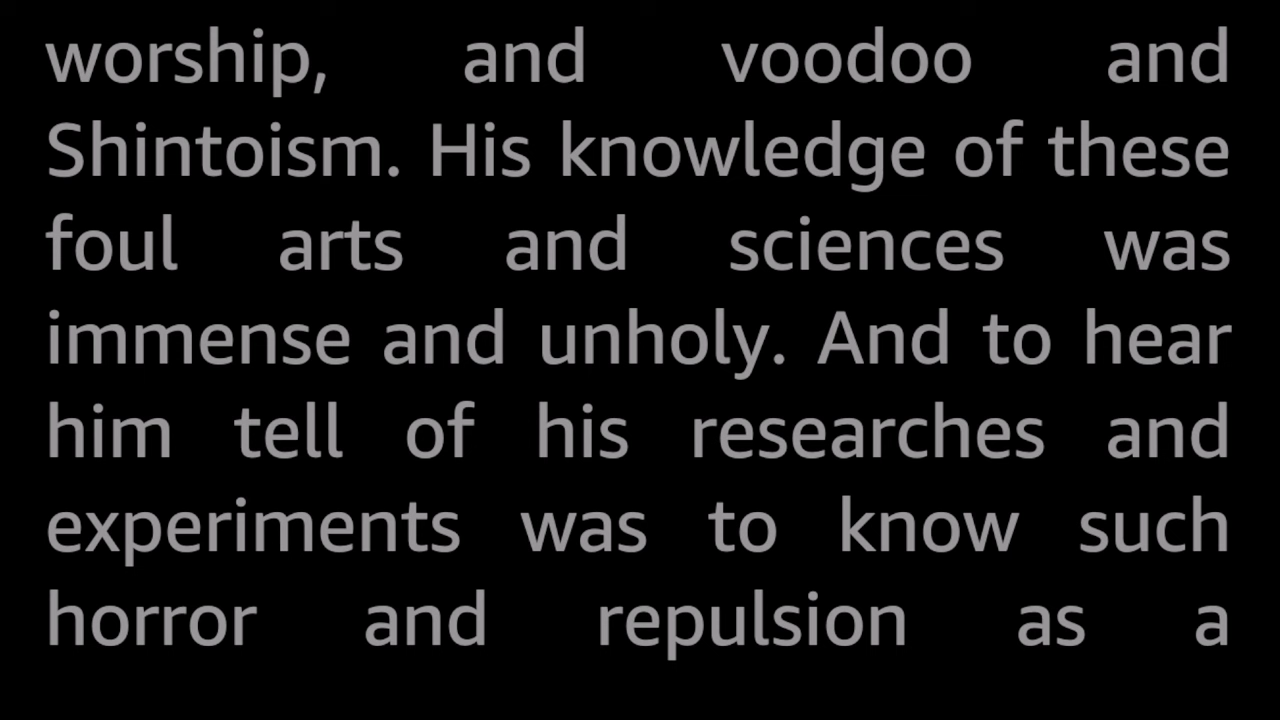 worship, and voodoo and
Shintoism. His knowledge of these
foul arts and sciences was
immense and unholy. And to hear
him tell of his researches and
experiments was to know such
horror and repulsion as a